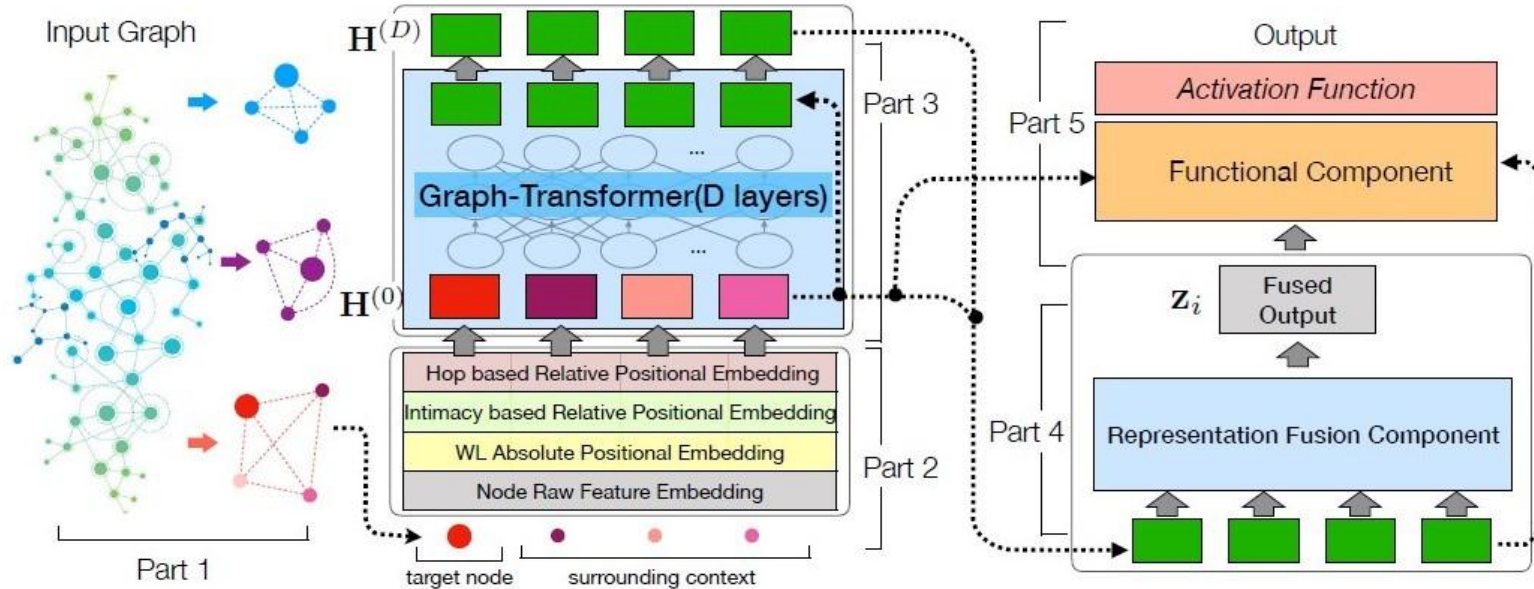 Input Graph
Part 1
H^{(D)}
Graph-Transformer(D layers)
...
...
H^{(0)}
Part 3
Hop based Relative Positional Embedding
Intimacy based Relative Positional Embedding
WL Absolute Positional Embedding
Node Raw Feature Embedding
Part 2
target node
surrounding context
Output
Activation Function
Functional Component
Part 5
Fused
Output
z_i
Representation Fusion Component
Part 4